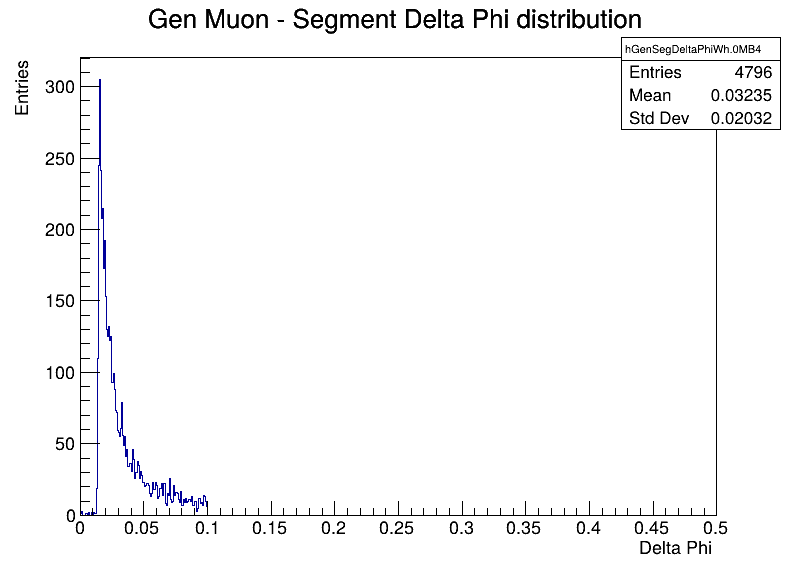 Gen Muon - Segment Delta Phi distribution
hGenSegDeltaPhiWh.0MB4
Entries 4796
Mean 0.03235
Std Dev 0.02032
Entries
300
250
200
150
100
50
0
0 0.05 0.1 0.15 0.2 0.25 0.3 0.35 0.4 0.45 0.5
Delta Phi